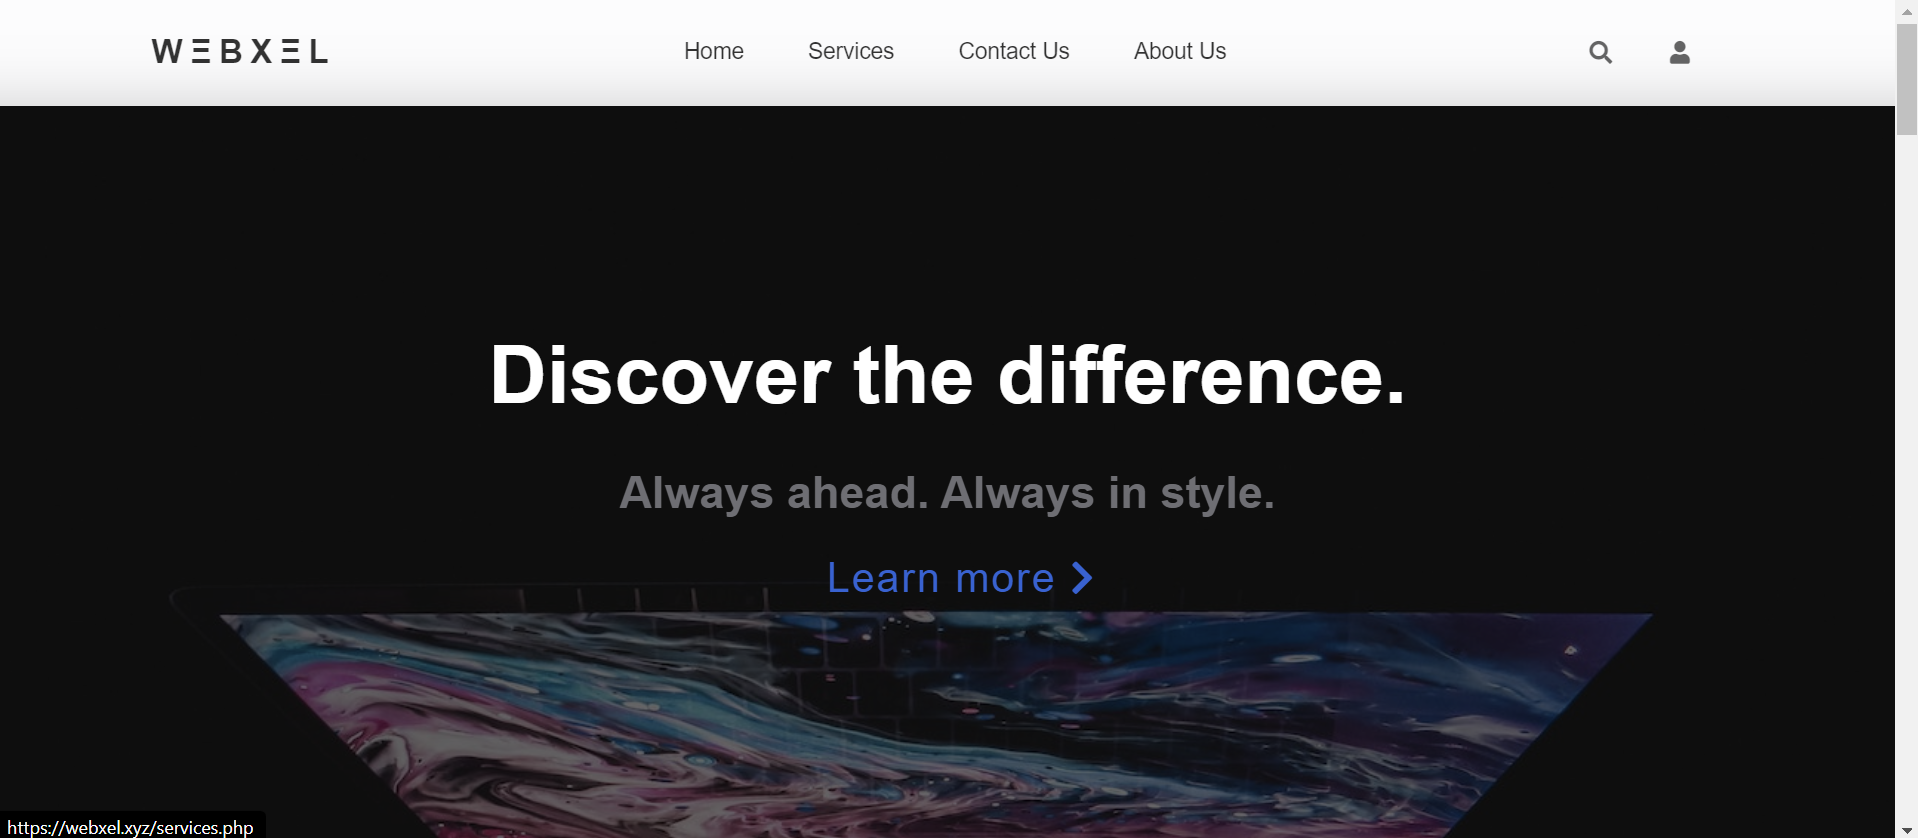 WΞBXΞL
Home Services Contact Us About Us
Discover the difference.
Always ahead. Always in style.
Learn more
https://webxel.xyz/services.php